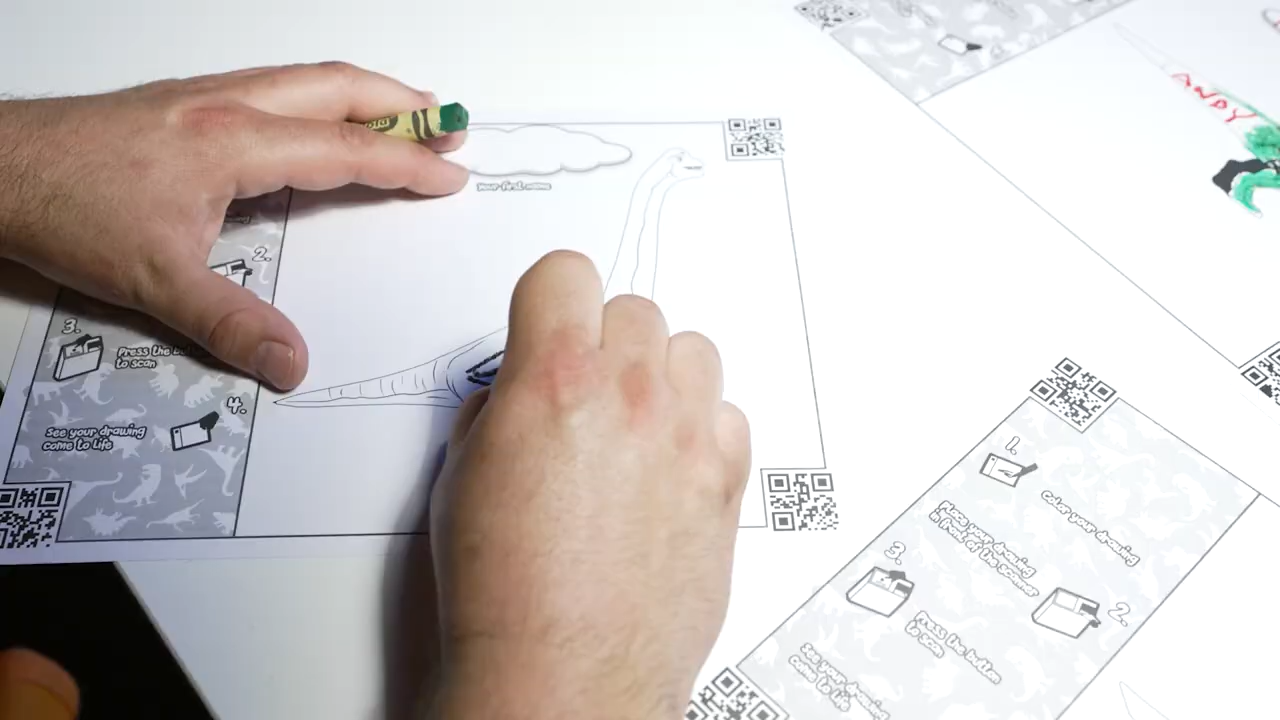 your first name
2.
3.
Press the
to scan
4.
See your drawing
come to life
ANDY
1.
Color your drawing
Place your drawing
in front of the scanner
2.
3.
Press the button
to scan
See your drawing
come to life